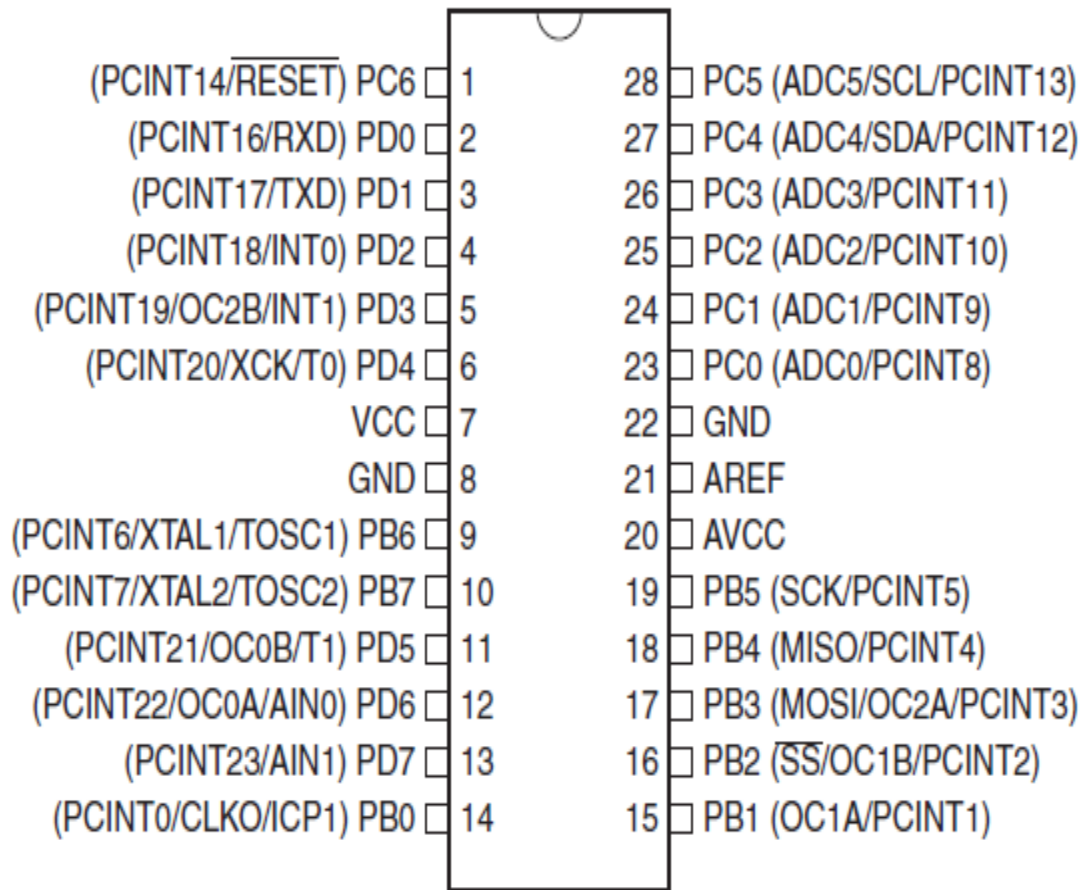 (PCINT14/RESET) PC6 1 28 PC5 (ADC5/SCL/PCINT13)
(PCINT16/RXD) PD0 2 27 PC4 (ADC4/SDA/PCINT12)
(PCINT17/TXD) PD1 3 26 PC3 (ADC3/PCINT11)
(PCINT18/INT0) PD2 4 25 PC2 (ADC2/PCINT10)
(PCINT19/OC2B/INT1) PD3 5 24 PC1 (ADC1/PCINT9)
(PCINT20/XCK/T0) PD4 6 23 PC0 (ADC0/PCINT8)
VCC 7 22 GND
GND 8 21 AREF
(PCINT6/XTAL1/TOSC1) PB6 9 20 AVCC
(PCINT7/XTAL2/TOSC2) PB7 10 19 PB5 (SCK/PCINT5)
(PCINT21/OC0B/T1) PD5 11 18 PB4 (MISO/PCINT4)
(PCINT22/OC0A/AIN0) PD6 12 17 PB3 (MOSI/OC2A/PCINT3)
(PCINT23/AIN1) PD7 13 16 PB2 (SS/OC1B/PCINT2)
(PCINT0/CLKO/ICP1) PB0 14 15 PB1 (OC1A/PCINT1)